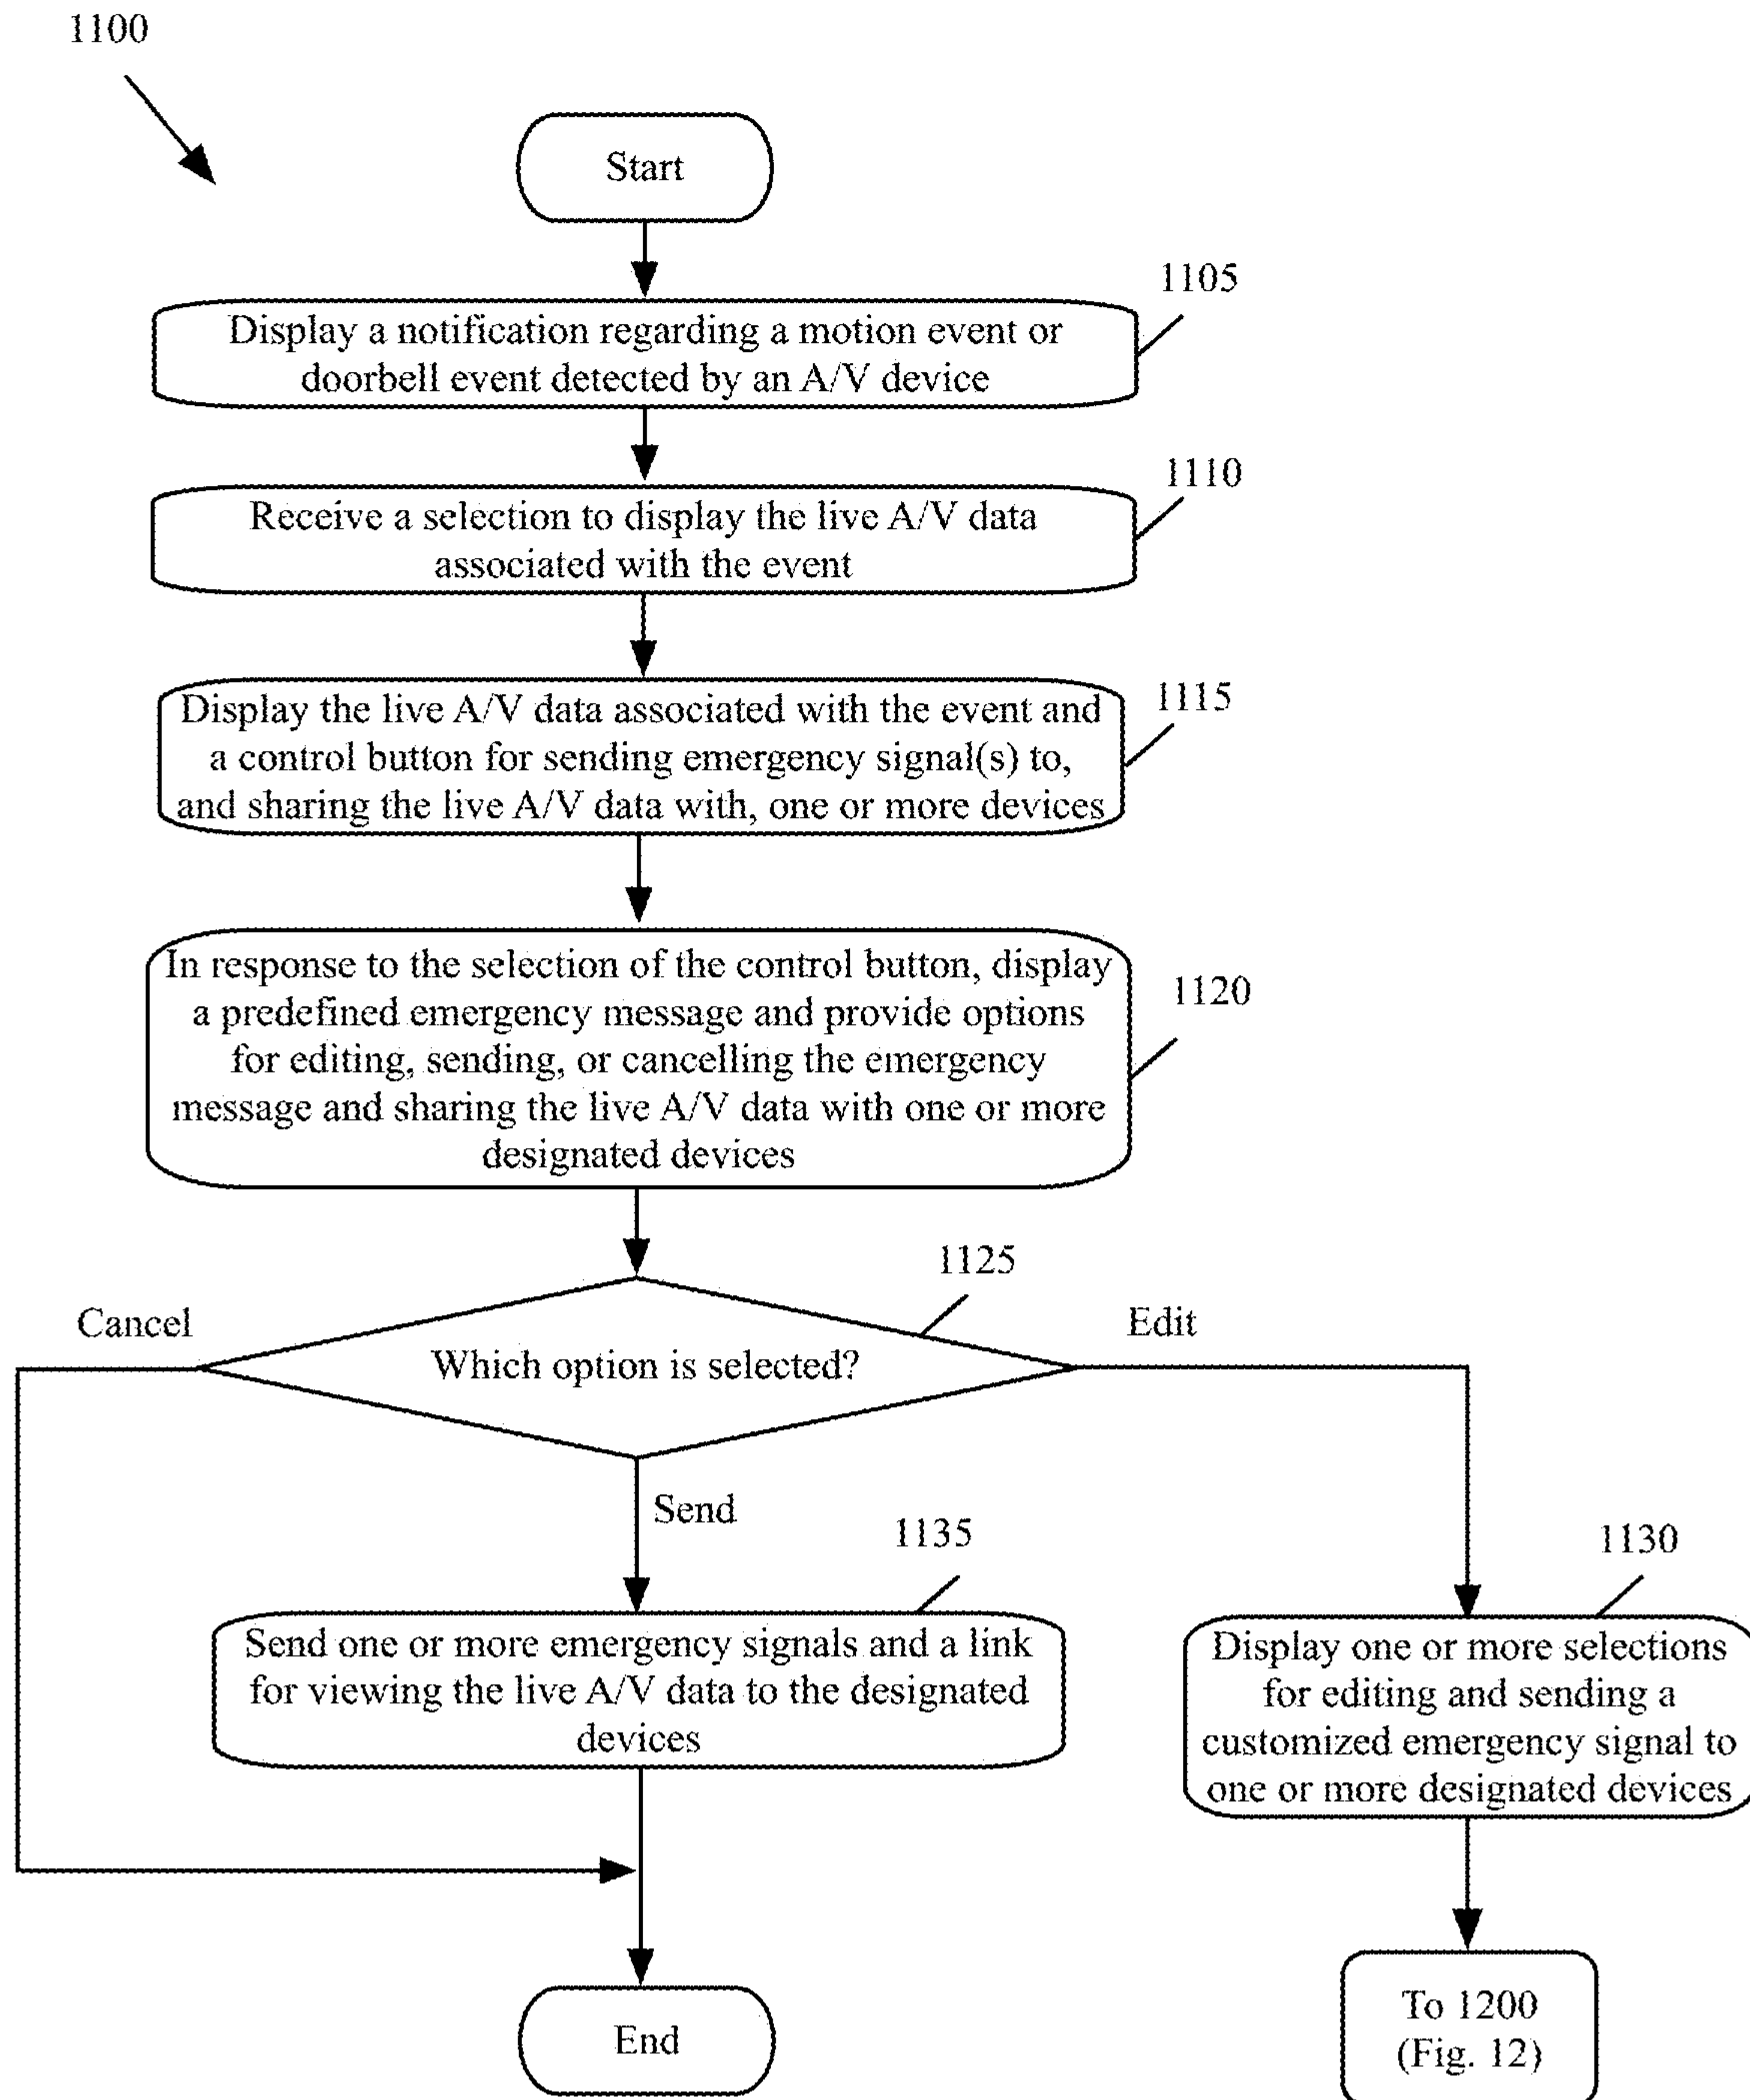 1100
Start
1105
Display a notification regarding a motion event or
doorbell event detected by an A/V device
1110
Receive a selection to display the live A/V data
associated with the event
1115
Display the live A/V data associated with the event and
a control button for sending emergency signal(s) to,
and sharing the live A/V data with, one or more devices
1120
In response to the selection of the control button, display
a predefined emergency message and provide options
for editing, sending, or cancelling the emergency
message and sharing the live A/V data with one or more
designated devices
1125
Cancel
Edit
Which option is selected?
Send
1135
1130
Send one or more emergency signals and a link
for viewing the live A/V data to the designated
devices
Display one or more selections
for editing and sending a
customized emergency signal to
one or more designated devices
End
To 1200
(Fig. 12)